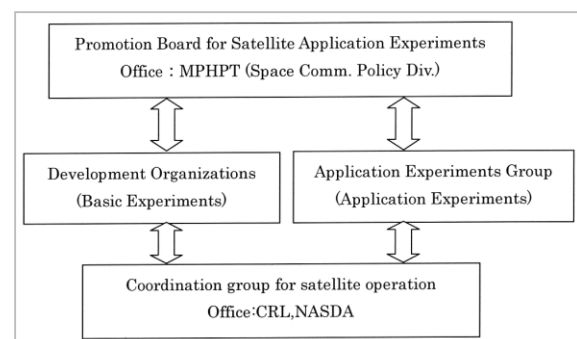 Promotion Board for Satellite Application Experiments
Office：MPHPT (Space Comm. Policy Div.)
Development Organizations
(Basic Experiments)
Application Experiments Group
(Application Experiments)
Coordination group for satellite operation
Office:CRL,NASDA